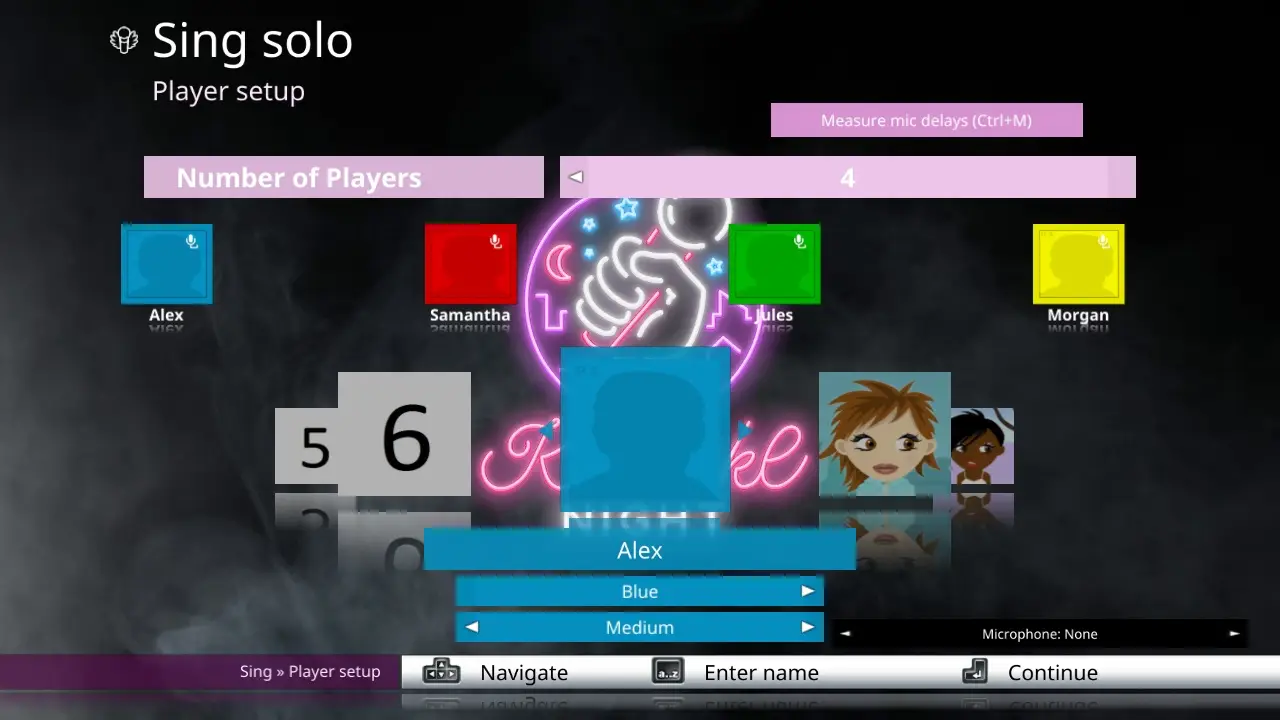 Sing solo
Player setup
Measure mic delays (Ctrl+M)
Number of Players
4
Alex
Samantha
Jules
Morgan
5
6
NIGHT
Alex
Blue
Medium
Microphone: None
Sing » Player setup
Navigate
a..z
Enter name
Continue